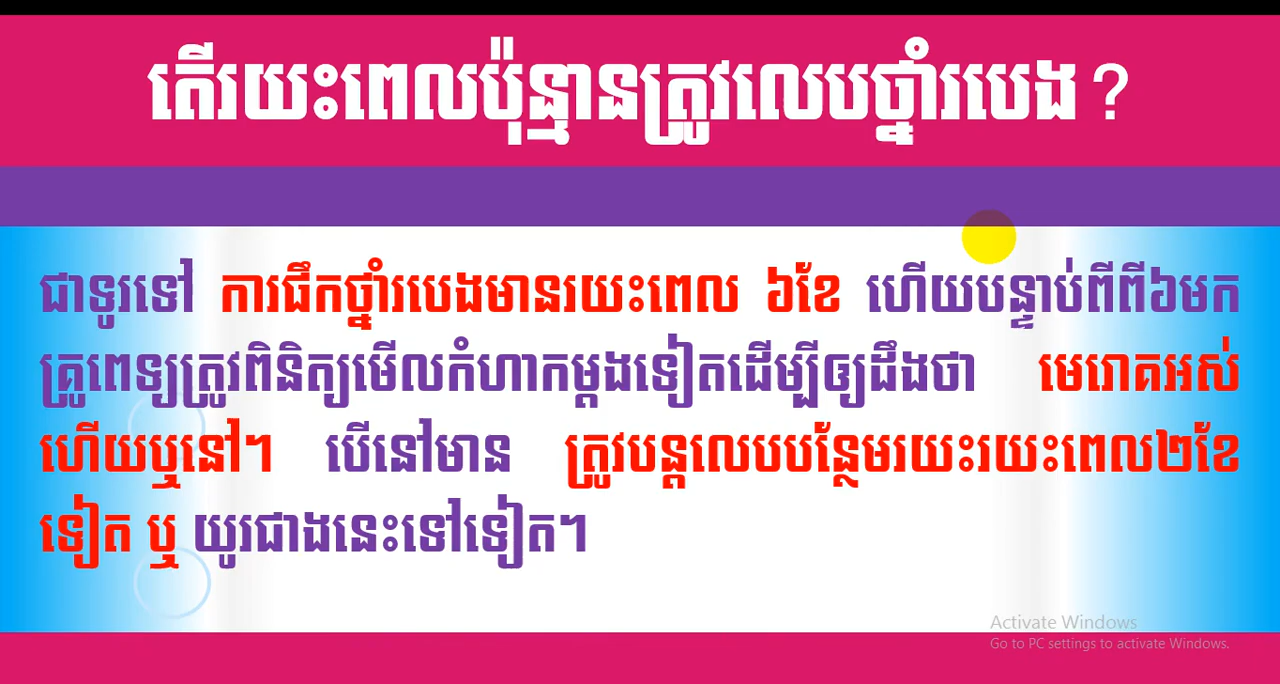 តើរយះពេលប៉ុន្មានត្រូវលេបថ្នាំរបេង?
ជាទូរទៅ ការផឹកថ្នាំរបេងមានរយះពេល ៦ខែ ហើយបន្ទាប់ពីពី៦មក
គ្រូពេទ្យត្រូវពិនិត្យមើលកំហាកម្តងទៀតដើម្បីឲ្យដឹងថា មេរោគអស់
ហើយឬនៅ។ បើនៅមាន ត្រូវបន្តលេបបន្ថែមរយះរយះពេល២ខែ
ទៀត ឬ យូរជាងនេះទៅទៀត។
Activate Windows
Go to PC settings to activate Windows.